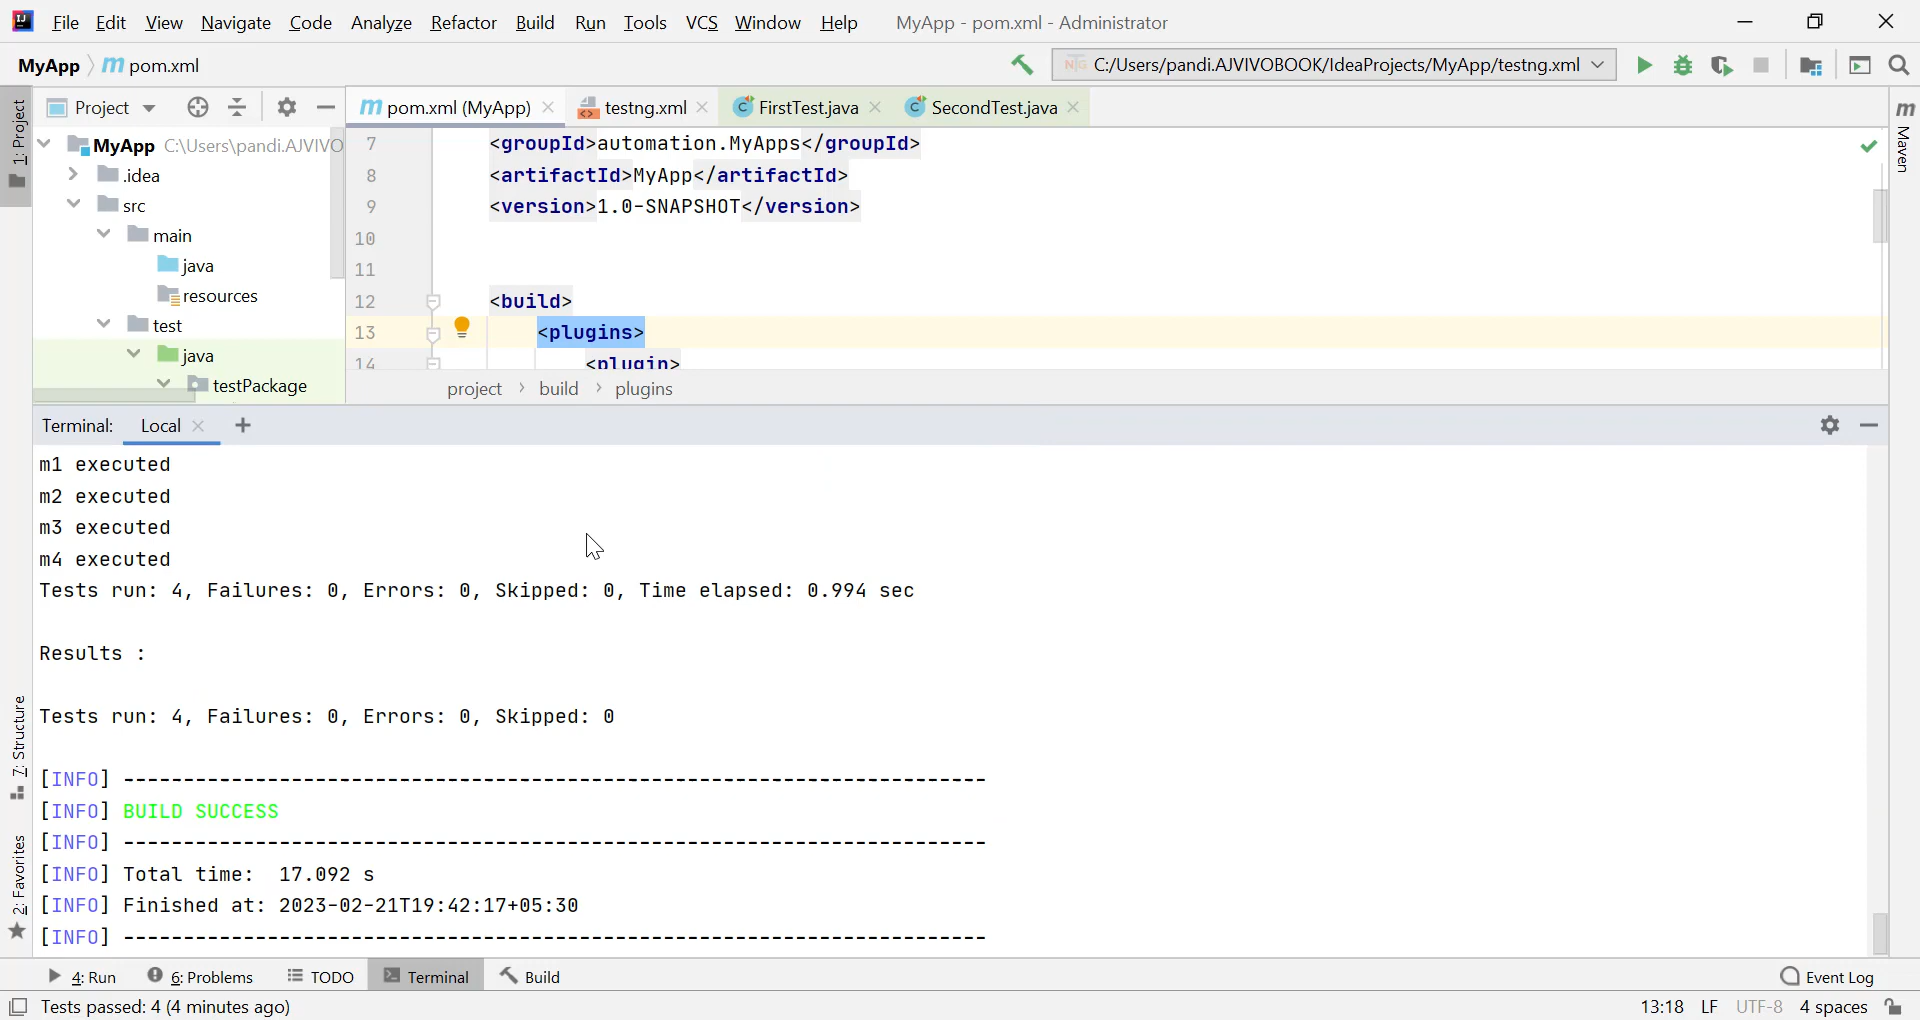 File Edit View Navigate Code Analyze Refactor Build Run Tools VCS Window Help MyApp - pom.xml - Administrator
MyApp m pom.xml C:/Users/pandi.AJVIVOBOOK/IdeaProjects/MyApp/testng.xml
1: Project
Project
m pom.xml (MyApp) testng.xml FirstTest.java SecondTest.java
m Maven
MyApp C:\Users\pandi.AJVIVO
.idea
src
main
java
resources
test
java
testPackage
7 <groupId>automation.MyApps</groupId>
8 <artifactId>MyApp</artifactId>
9 <version>1.0-SNAPSHOT</version>
10
11
12 <build>
13 <plugins>
14 <plugin>
project › build › plugins
Terminal: Local +
m1 executed
m2 executed
m3 executed
m4 executed
Tests run: 4, Failures: 0, Errors: 0, Skipped: 0, Time elapsed: 0.994 sec
Results :
Tests run: 4, Failures: 0, Errors: 0, Skipped: 0
[INFO] ------------------------------------------------------------------------
[INFO] BUILD SUCCESS
[INFO] ------------------------------------------------------------------------
[INFO] Total time:  17.092 s
[INFO] Finished at: 2023-02-21T19:42:17+05:30
[INFO] ------------------------------------------------------------------------
7: Structure
2: Favorites
4: Run 6: Problems TODO Terminal Build Event Log
Tests passed: 4 (4 minutes ago) 13:18 LF UTF-8 4 spaces